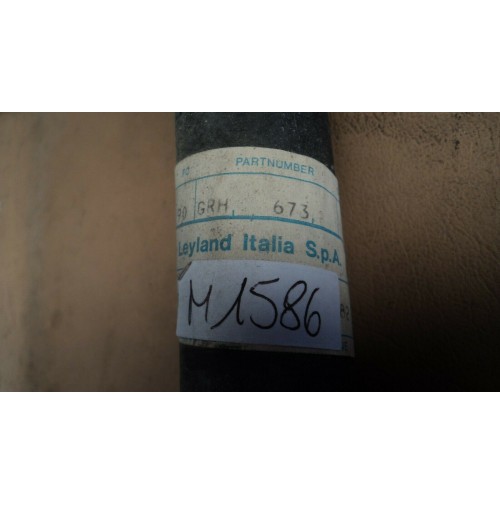 PARTNUMBER
GRH, 673,
Leyland Italia S.p.A.
M1586